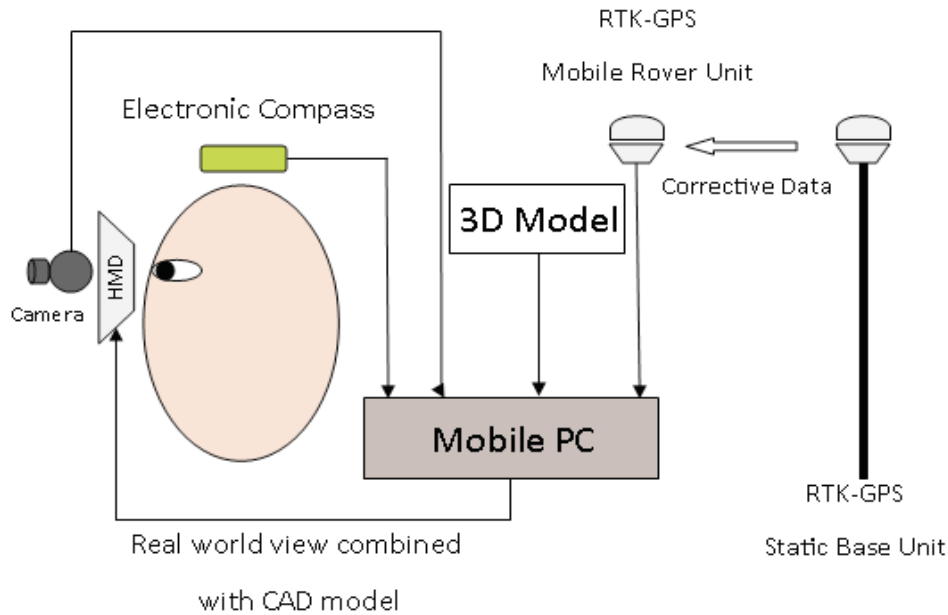 RTK-GPS
Mobile Rover Unit
Electronic Compass
Corrective Data
3D Model
HMD
Camera
Mobile PC
RTK-GPS
Static Base Unit
Real world view combined
with CAD model